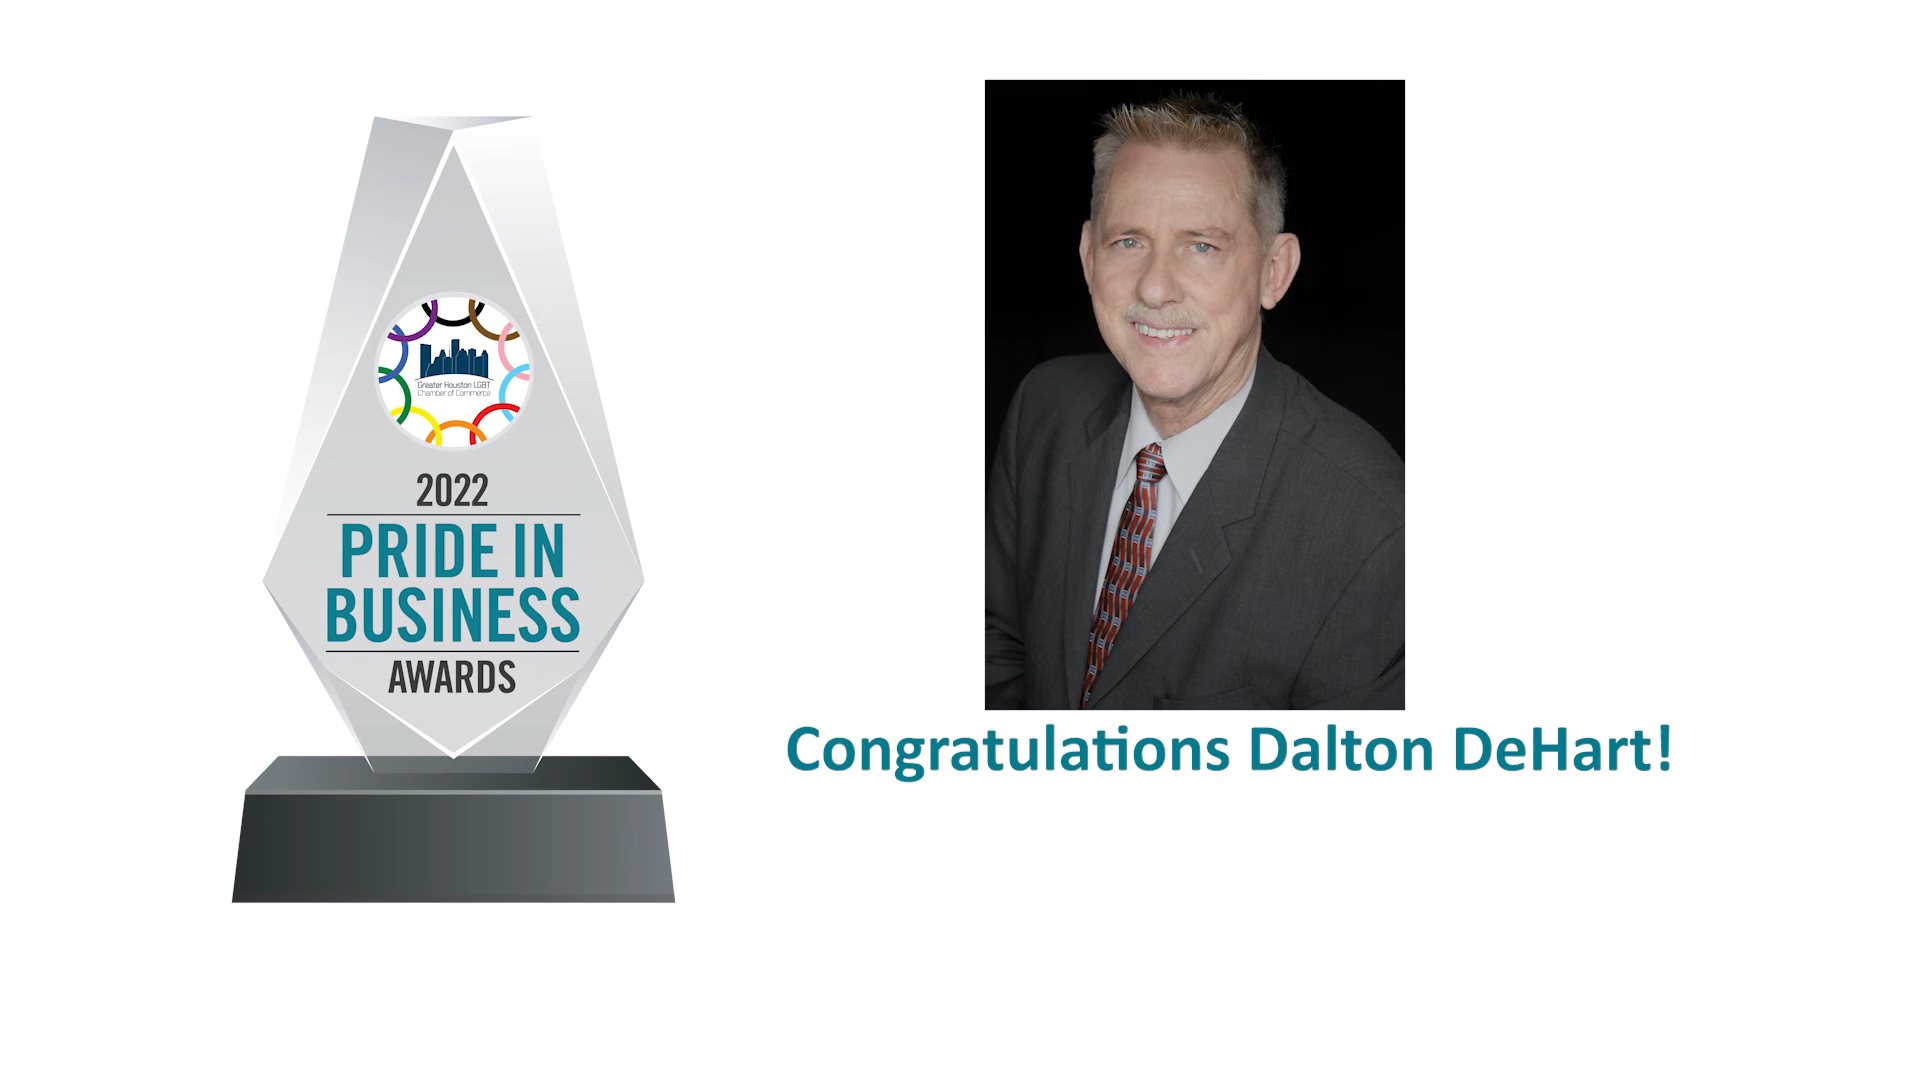 Greater Houston LGBT
Chamber of Commerce
2022
PRIDE IN
BUSINESS
AWARDS
Congratulations Dalton DeHart!